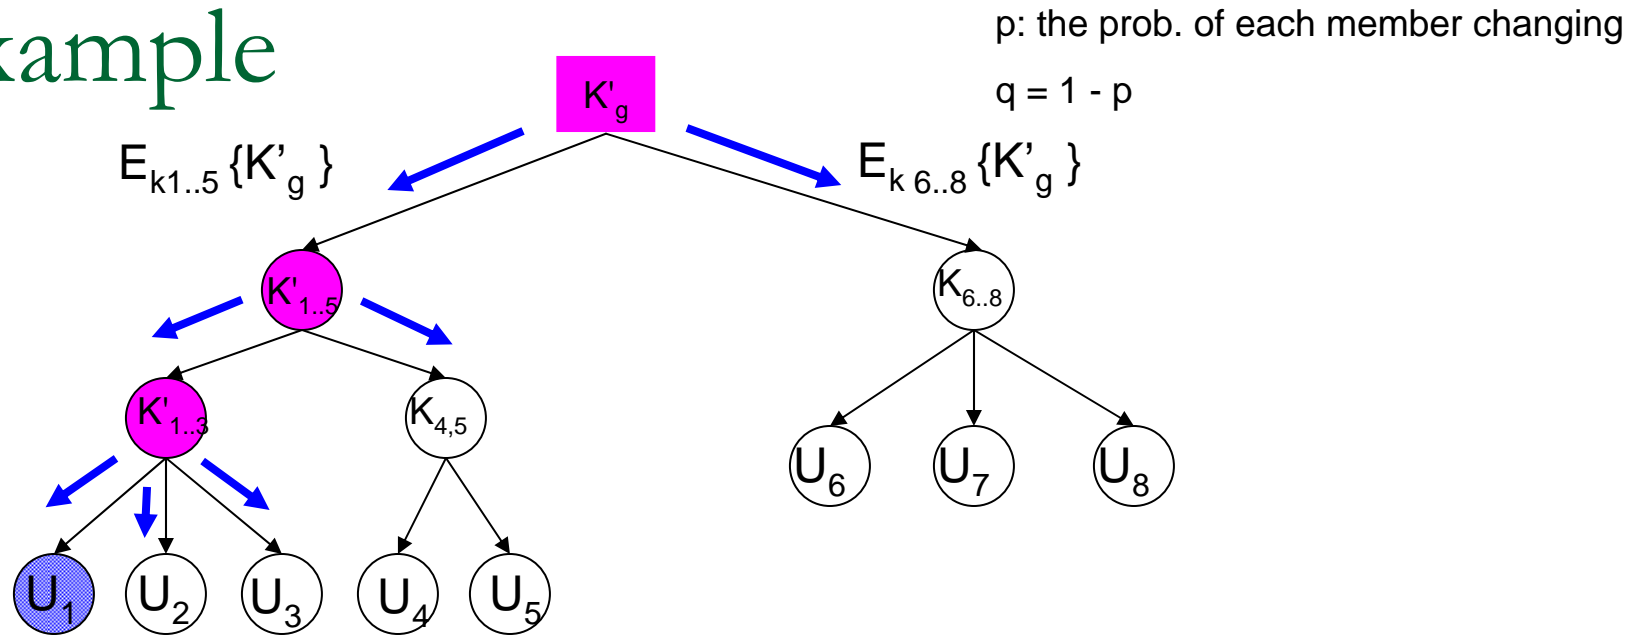 xample
p: the prob. of each member changing
q = 1 - p
K'g
Ek1..5 {K’g }
Ek 6..8 {K’g }
K'1..5
K6..8
K'1..3
K4,5
U6
U7
U8
U1
U2
U3
U4
U5